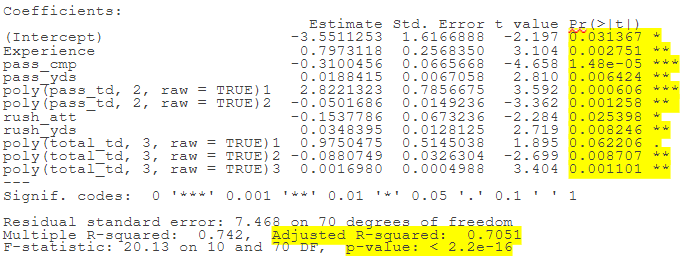 Coefficients:
Estimate Std. Error t value Pr(>|t|)
(Intercept) -3.5511253 1.6166888 -2.197 0.031367 *
Experience 0.7973118 0.2568350 3.104 0.002751 **
pass_cmp -0.3100456 0.0665668 -4.658 1.48e-05 ***
pass_yds 0.0188415 0.0067058 2.810 0.006424 **
poly(pass_td, 2, raw = TRUE)1 2.8221323 0.7856675 3.592 0.000606 ***
poly(pass_td, 2, raw = TRUE)2 -0.0501686 0.0149236 -3.362 0.001258 **
rush_att -0.1537786 0.0673236 -2.284 0.025398 *
rush_yds 0.0348395 0.0128125 2.719 0.008246 **
poly(total_td, 3, raw = TRUE)1 0.9750475 0.5145038 1.895 0.062206 .
poly(total_td, 3, raw = TRUE)2 -0.0880749 0.0326304 -2.699 0.008707 **
poly(total_td, 3, raw = TRUE)3 0.0016980 0.0004988 3.404 0.001101 **
---
Signif. codes: 0 '***' 0.001 '**' 0.01 '*' 0.05 '.' 0.1 ' ' 1
Residual standard error: 7.468 on 70 degrees of freedom
Multiple R-squared: 0.742, Adjusted R-squared: 0.7051
F-statistic: 20.13 on 10 and 70 DF, p-value: < 2.2e-16